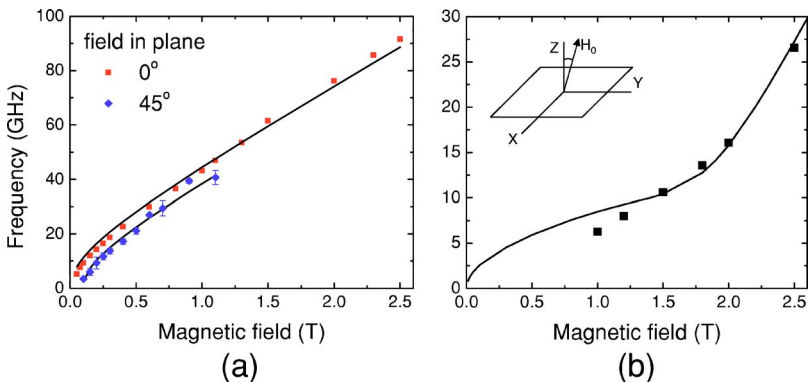 100
80
60
40
20
0
Frequency (GHz)
field in plane
0°
45°
0.0 0.5 1.0 1.5 2.0 2.5
Magnetic field (T)
(a)
30
25
20
15
10
5
0
Z
H₀
Y
X
0.0 0.5 1.0 1.5 2.0 2.5
Magnetic field (T)
(b)